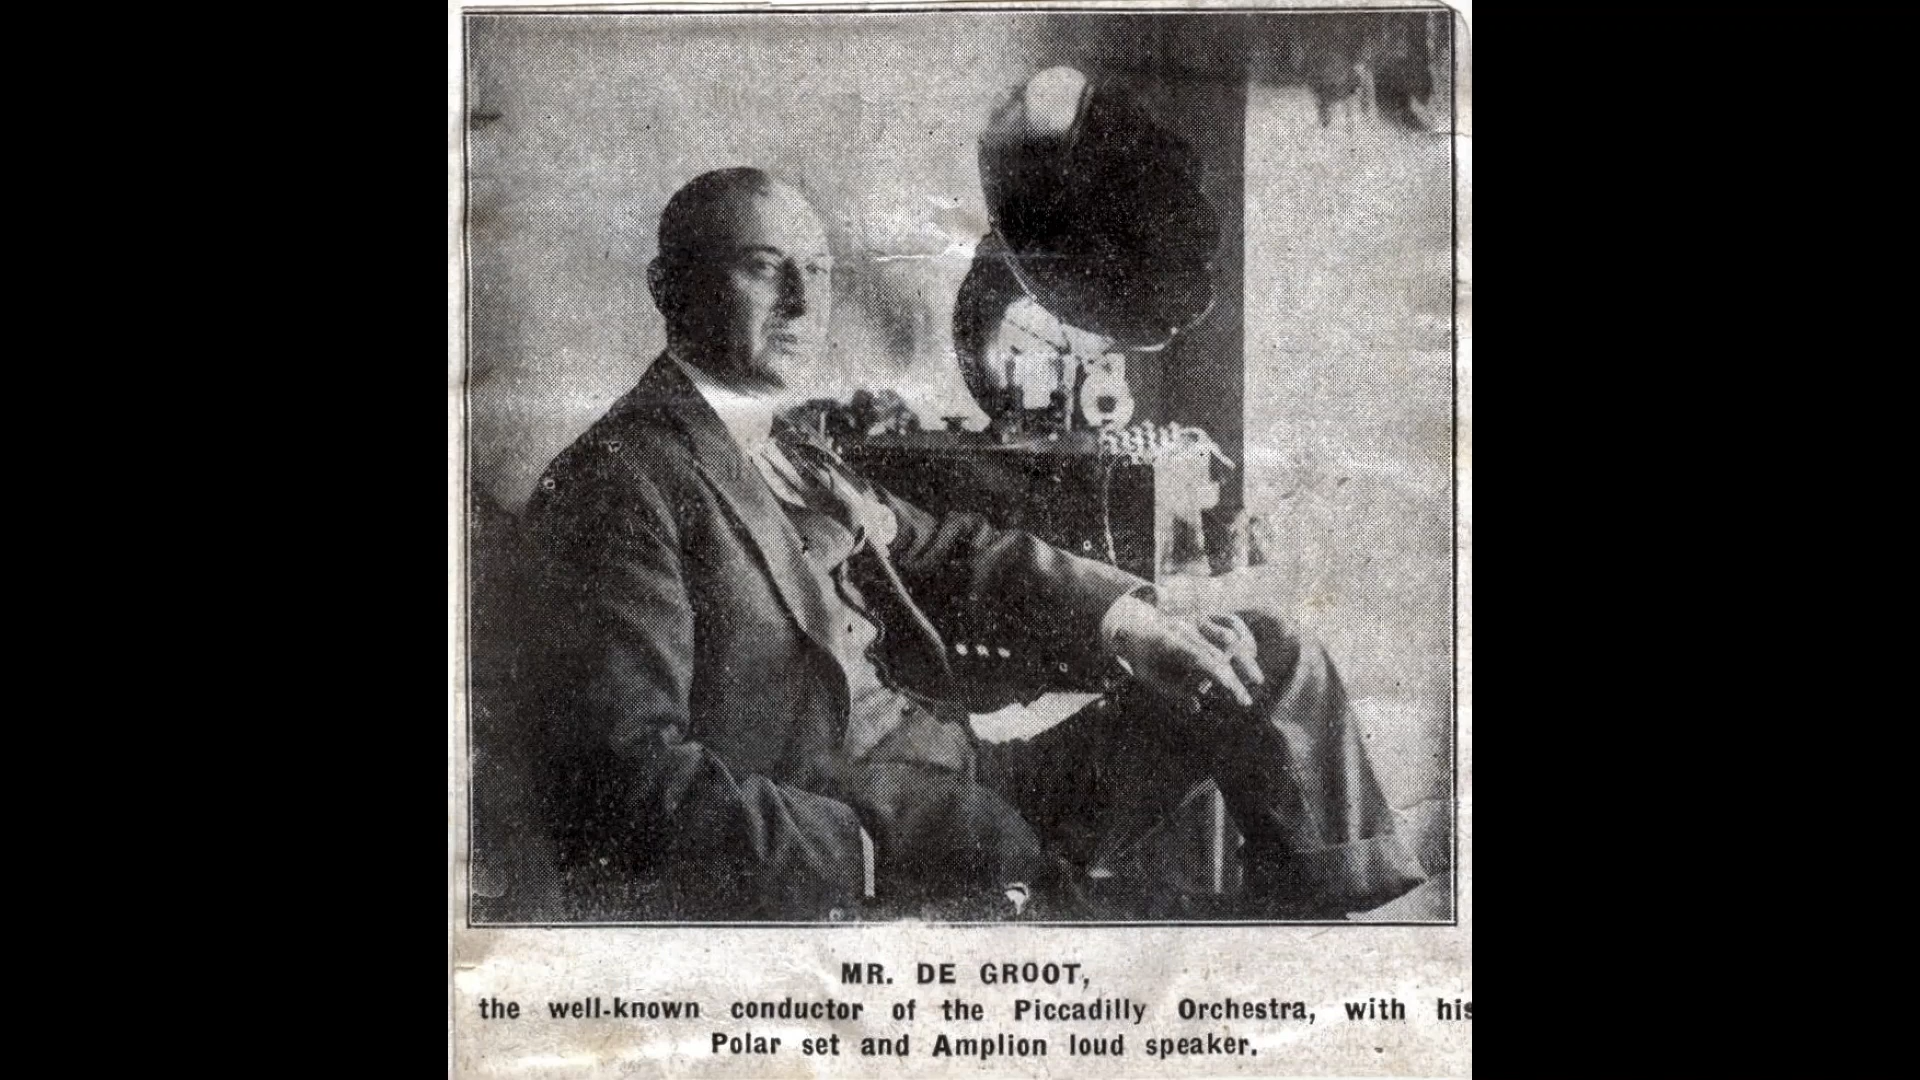 MR. DE GROOT,
the well-known conductor of the Piccadilly Orchestra, with his
Polar set and Amplion loud speaker.